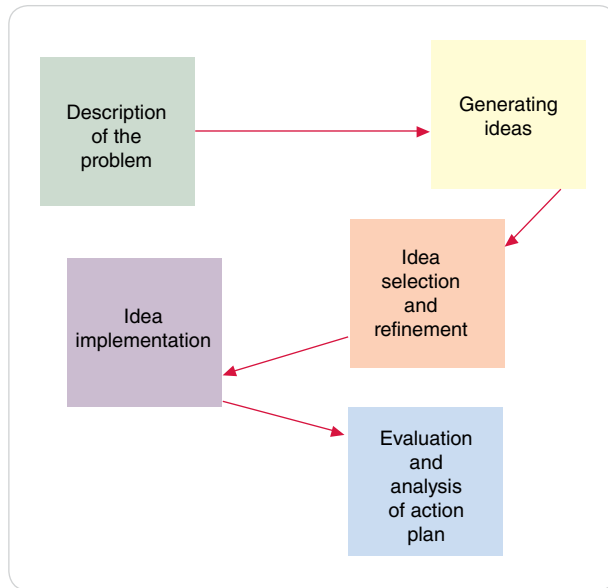 Description
of the
problem
Generating
ideas
Idea
selection
and
refinement
Idea
implementation
Evaluation
and
analysis
of action
plan